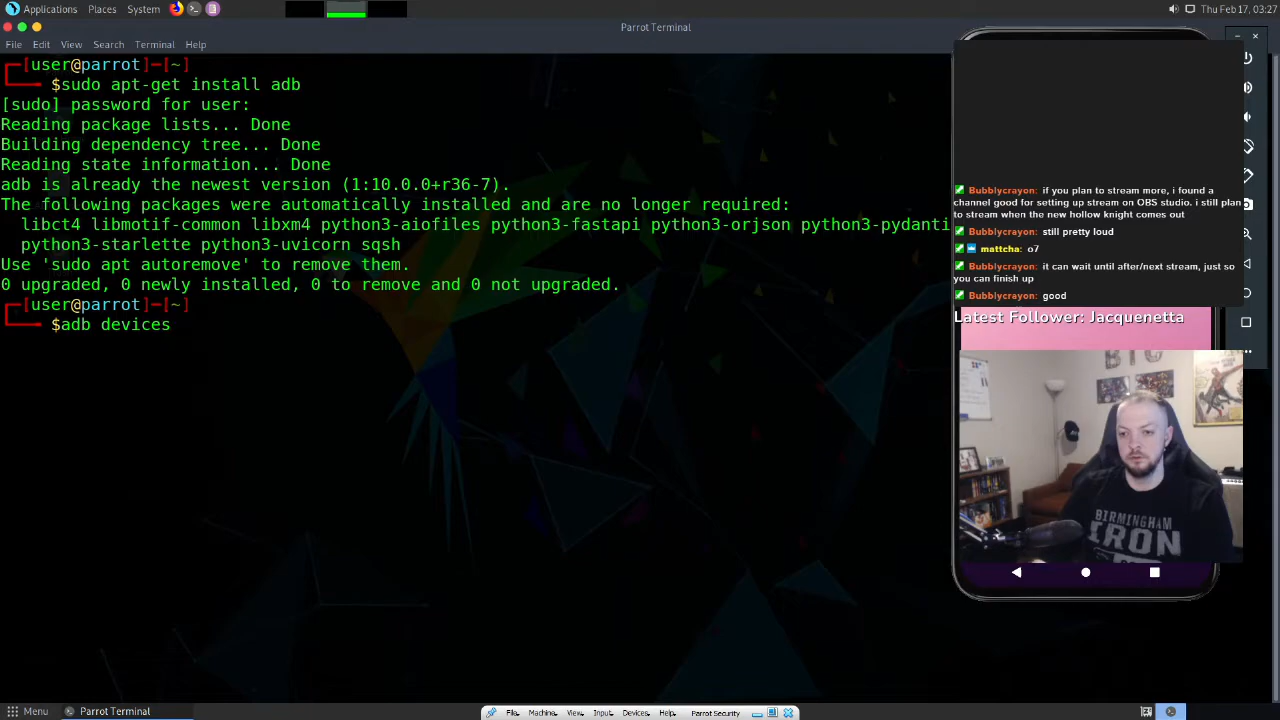 Applications Places System
Thu Feb 17, 03:27
Parrot Terminal
File Edit View Search Terminal Help
┌─[user@parrot]─[~]
└──╼ $sudo apt-get install adb
[sudo] password for user:
Reading package lists... Done
Building dependency tree... Done
Reading state information... Done
adb is already the newest version (1:10.0.0+r36-7).
The following packages were automatically installed and are no longer required:
libct4 libmotif-common libxm4 python3-aiofiles python3-fastapi python3-orjson python3-pydanti
python3-starlette python3-uvicorn sqsh
Use 'sudo apt autoremove' to remove them.
0 upgraded, 0 newly installed, 0 to remove and 0 not upgraded.
┌─[user@parrot]─[~]
└──╼ $adb devices
Bubblycrayon: if you plan to stream more, i found a
channel good for setting up stream on OBS studio. i still plan
to stream when the new hollow knight comes out
Bubblycrayon: still pretty loud
mattcha: o7
Bubblycrayon: it can wait until after/next stream, just so
you can finish up
Bubblycrayon: good
Latest Follower: Jacquenetta
BIG
BIRMINGHAM
IRON
Menu Parrot Terminal
File Machine View Input Devices Help Parrot Security